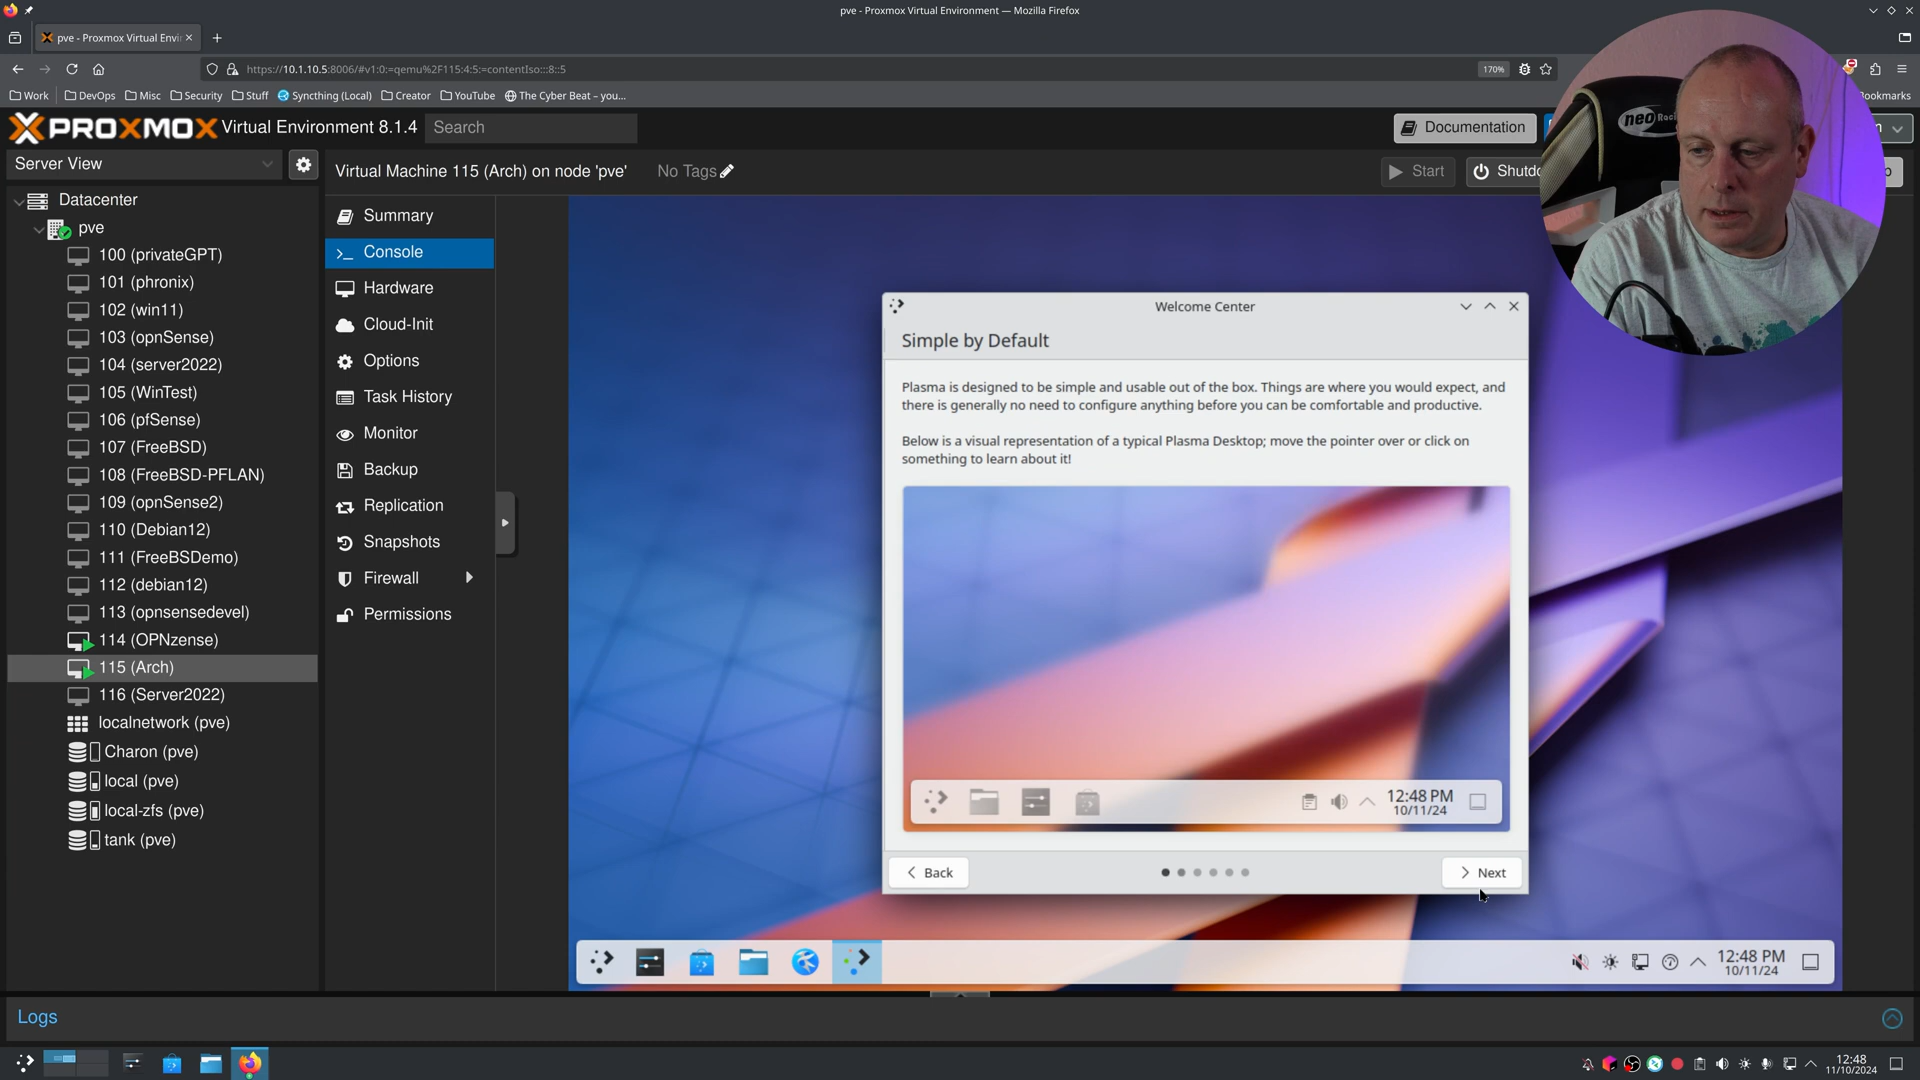 pve - Proxmox Virtual Environment — Mozilla Firefox
pve - Proxmox Virtual Envi
https://10.1.10.5:8006/#v1:0:=qemu%2F115:4:5:=contentIso:::8::5
170%
Work
DevOps
Misc
Security
Stuff
Syncthing (Local)
Creator
YouTube
The Cyber Beat – you...
Bookmarks
PROXMOX
Virtual Environment 8.1.4
Search
Documentation
Server View
Virtual Machine 115 (Arch) on node 'pve'
No Tags
Start
Shutdo
Datacenter
pve
100 (privateGPT)
101 (phronix)
102 (win11)
103 (opnSense)
104 (server2022)
105 (WinTest)
106 (pfSense)
107 (FreeBSD)
108 (FreeBSD-PFLAN)
109 (opnSense2)
110 (Debian12)
111 (FreeBSDemo)
112 (debian12)
113 (opnsensedevel)
114 (OPNzense)
115 (Arch)
116 (Server2022)
localnetwork (pve)
Charon (pve)
local (pve)
local-zfs (pve)
tank (pve)
Summary
Console
Hardware
Cloud-Init
Options
Task History
Monitor
Backup
Replication
Snapshots
Firewall
Permissions
neo
Welcome Center
Simple by Default
Plasma is designed to be simple and usable out of the box. Things are where you would expect, and
there is generally no need to configure anything before you can be comfortable and productive.
Below is a visual representation of a typical Plasma Desktop; move the pointer over or click on
something to learn about it!
12:48 PM
10/11/24
Back
Next
12:48 PM
10/11/24
Logs
12:48
11/10/2024